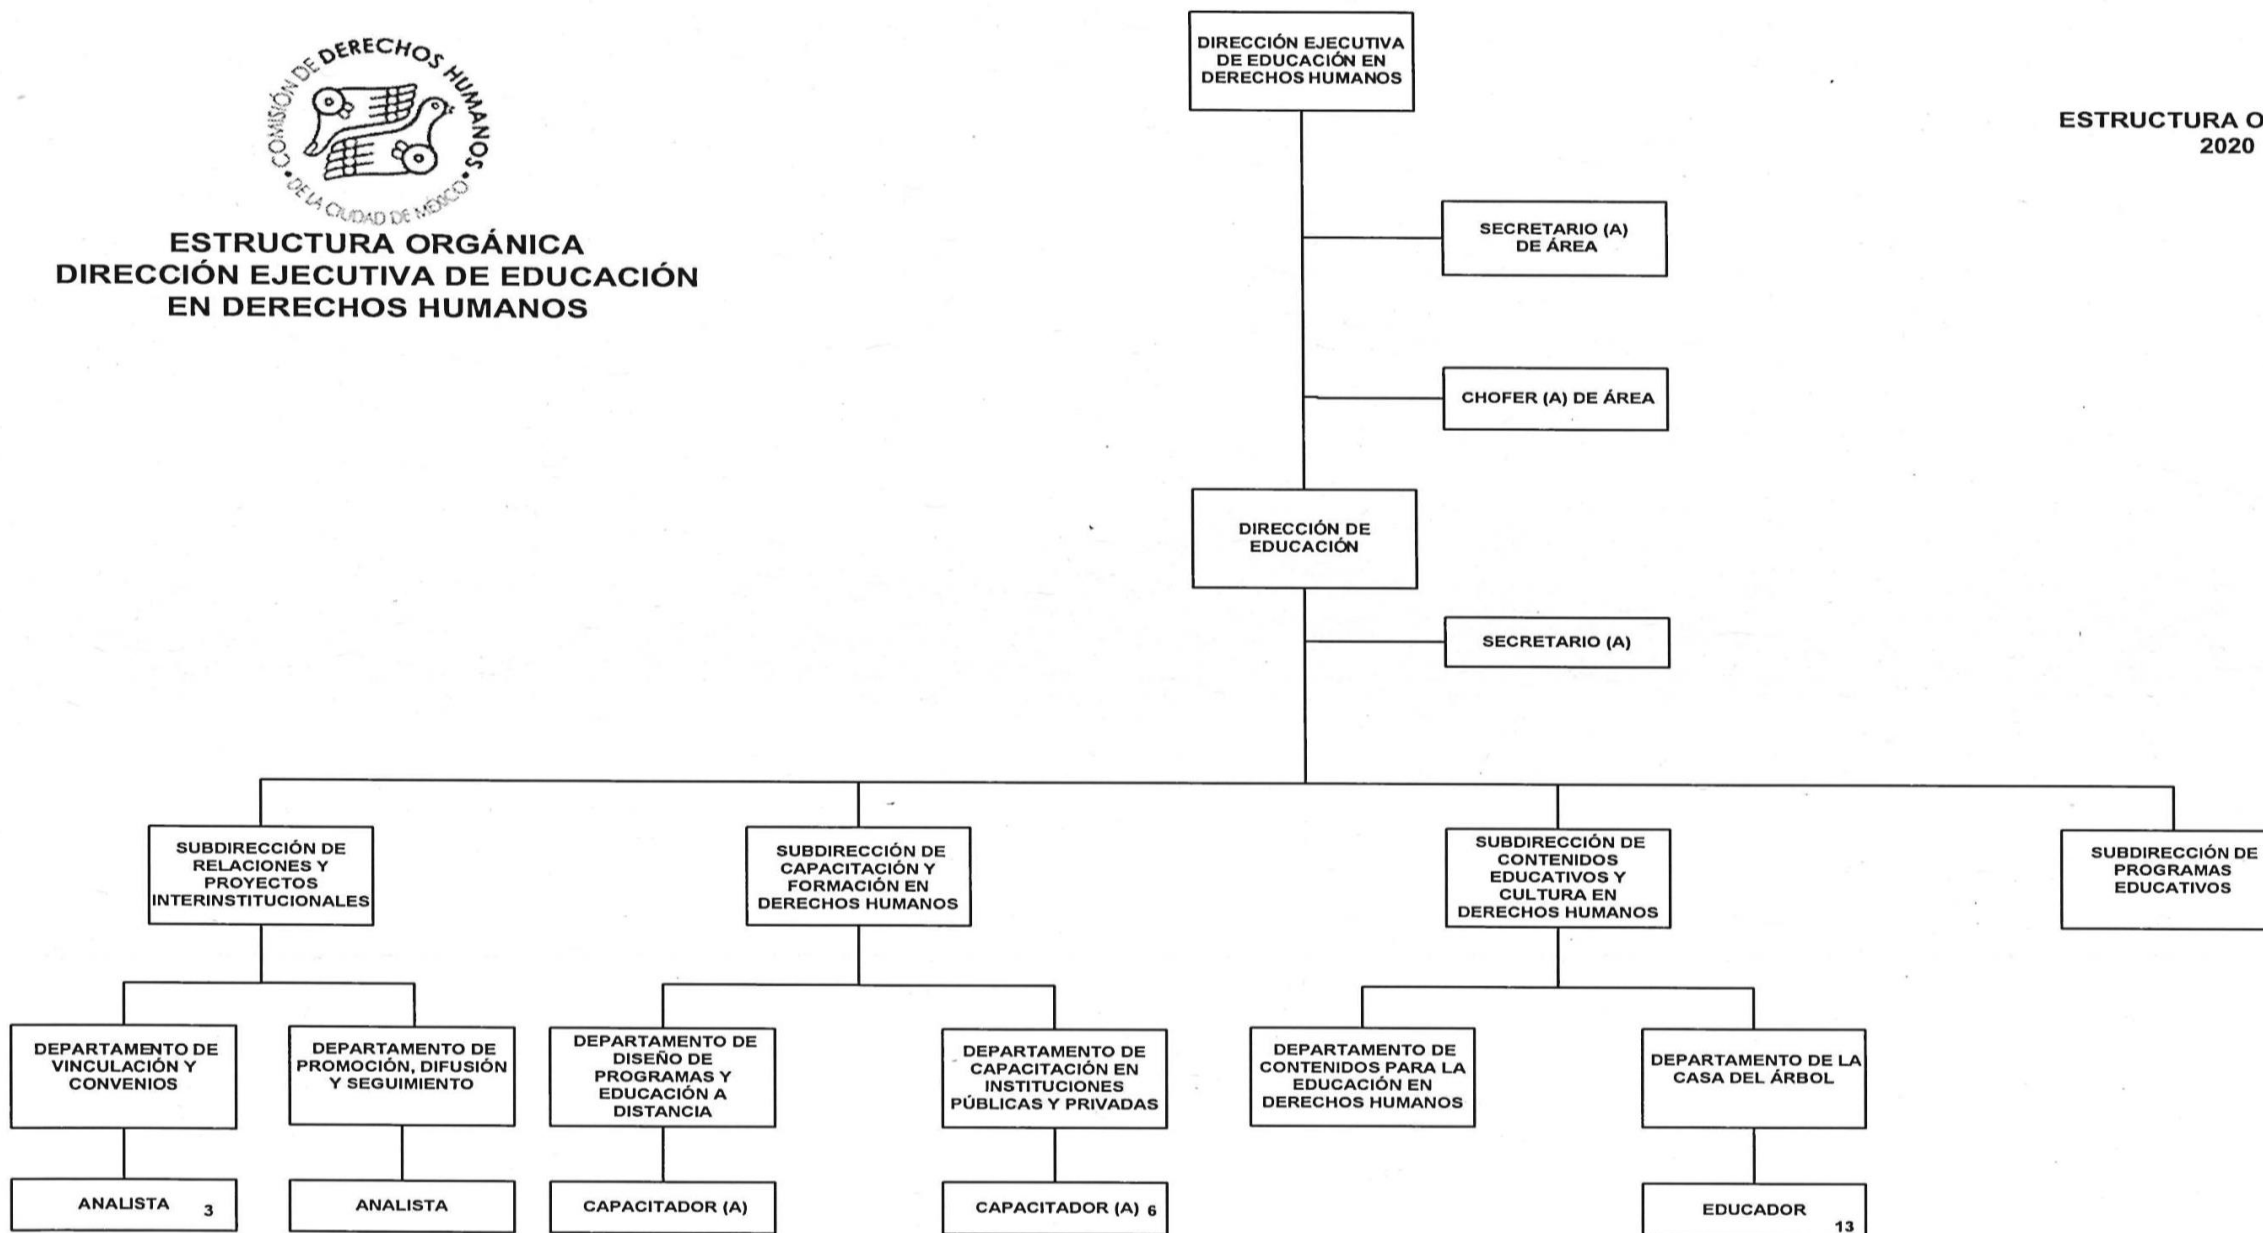 COMISIÓN DE DERECHOS HUMANOS
• DE LA CIUDAD DE MÉXICO •
ESTRUCTURA ORGÁNICA
DIRECCIÓN EJECUTIVA DE EDUCACIÓN
EN DERECHOS HUMANOS
DIRECCIÓN EJECUTIVA
DE EDUCACIÓN EN
DERECHOS HUMANOS
ESTRUCTURA O
2020
SECRETARIO (A)
DE ÁREA
CHOFER (A) DE ÁREA
DIRECCIÓN DE
EDUCACIÓN
SECRETARIO (A)
SUBDIRECCIÓN DE
RELACIONES Y
PROYECTOS
INTERINSTITUCIONALES
SUBDIRECCIÓN DE
CAPACITACIÓN Y
FORMACIÓN EN
DERECHOS HUMANOS
SUBDIRECCIÓN DE
CONTENIDOS
EDUCATIVOS Y
CULTURA EN
DERECHOS HUMANOS
SUBDIRECCIÓN DE
PROGRAMAS
EDUCATIVOS
DEPARTAMENTO DE
VINCULACIÓN Y
CONVENIOS
DEPARTAMENTO DE
PROMOCIÓN, DIFUSIÓN
Y SEGUIMIENTO
DEPARTAMENTO DE
DISEÑO DE
PROGRAMAS Y
EDUCACIÓN A
DISTANCIA
DEPARTAMENTO DE
CAPACITACIÓN EN
INSTITUCIONES
PÚBLICAS Y PRIVADAS
DEPARTAMENTO DE
CONTENIDOS PARA LA
EDUCACIÓN EN
DERECHOS HUMANOS
DEPARTAMENTO DE LA
CASA DEL ÁRBOL
ANALISTA 3
ANALISTA
CAPACITADOR (A)
CAPACITADOR (A) 6
EDUCADOR
13